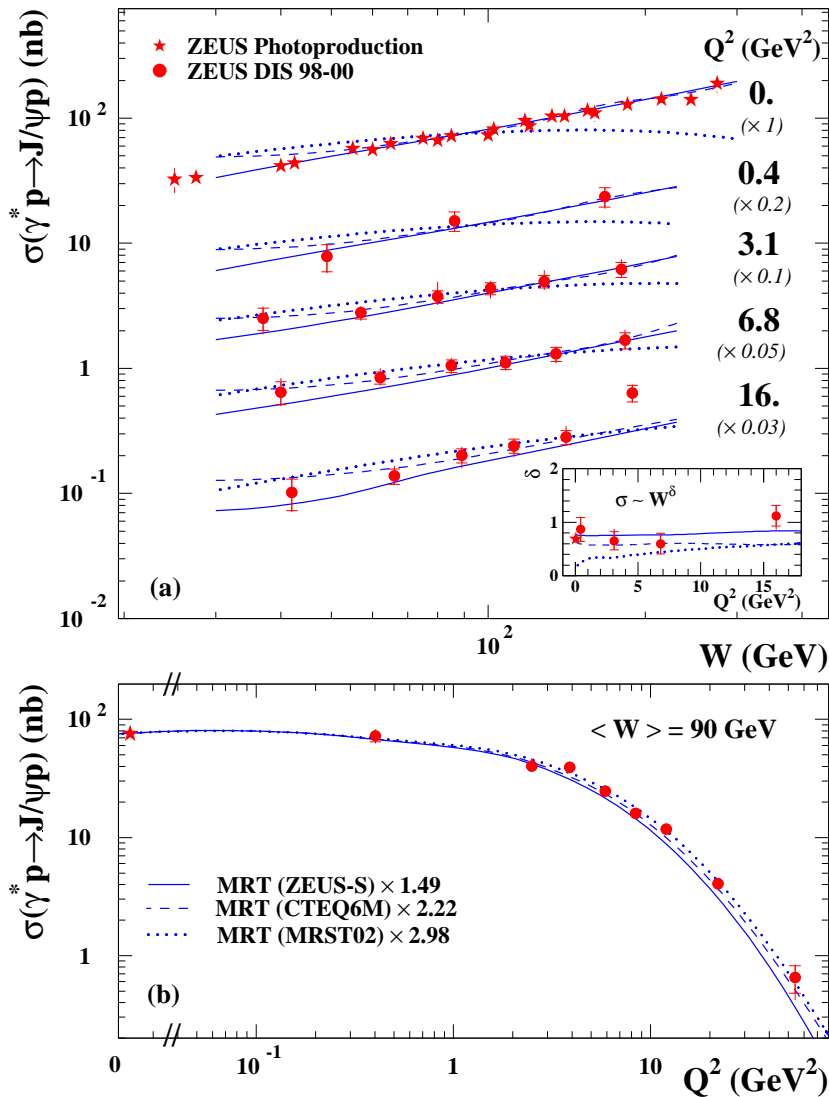 ZEUS Photoproduction
ZEUS DIS 98-00
Q² (GeV²)
0.
(× 1)
0.4
(× 0.2)
3.1
(× 0.1)
6.8
(× 0.05)
16.
(× 0.03)
σ(γ* p→J/ψp) (nb)
10²
10
1
10⁻¹
10⁻²
(a)
δ
2
1
0
σ ~ W^δ
0 5 10 15
Q² (GeV²)
10²
W (GeV)
σ(γ* p→J/ψp) (nb)
10²
10
1
< W > = 90 GeV
MRT (ZEUS-S) × 1.49
MRT (CTEQ6M) × 2.22
MRT (MRST02) × 2.98
(b)
0 10⁻¹ 1 10
Q² (GeV²)